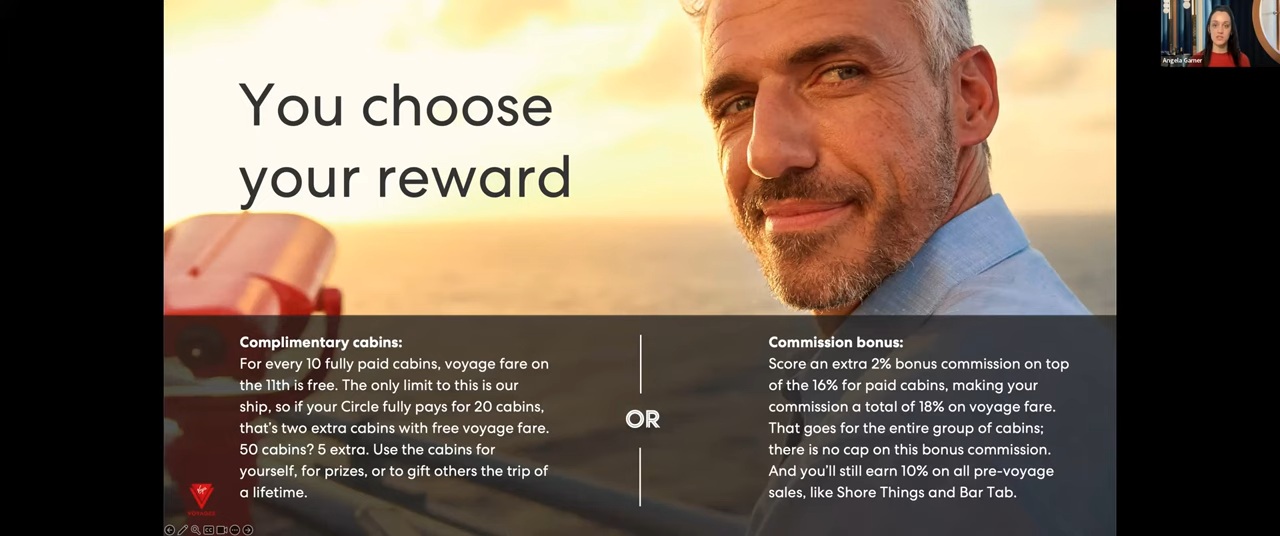 You choose
your reward
Complimentary cabins:
For every 10 fully paid cabins, voyage fare on
the 11th is free. The only limit to this is our
ship, so if your Circle fully pays for 20 cabins,
that's two extra cabins with free voyage fare.
50 cabins? 5 extra. Use the cabins for
yourself, for prizes, or to gift others the trip of
a lifetime.
OR
Commission bonus:
Score an extra 2% bonus commission on top
of the 16% for paid cabins, making your
commission a total of 18% on voyage fare.
That goes for the entire group of cabins;
there is no cap on this bonus commission.
And you'll still earn 10% on all pre-voyage
sales, like Shore Things and Bar Tab.
Virgin
VOYAGES
Angela Garner